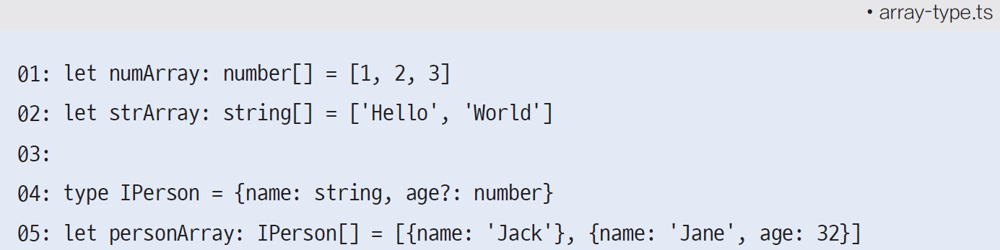 • array-type.ts
01: let numArray: number[] = [1, 2, 3]
02: let strArray: string[] = ['Hello', 'World']
03:
04: type IPerson = {name: string, age?: number}
05: let personArray: IPerson[] = [{name: 'Jack'}, {name: 'Jane', age: 32}]